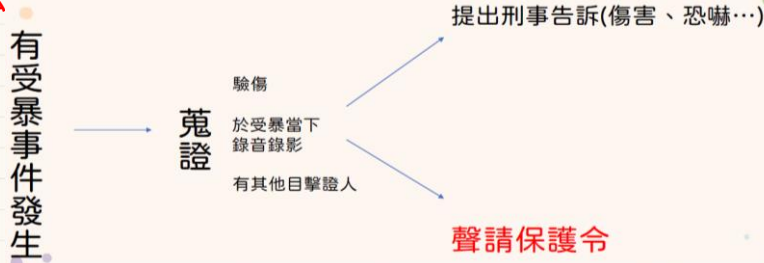 有受暴事件發生
蒐證
驗傷
於受暴當下
錄音錄影
有其他目擊證人
提出刑事告訴(傷害、恐嚇…)
聲請保護令